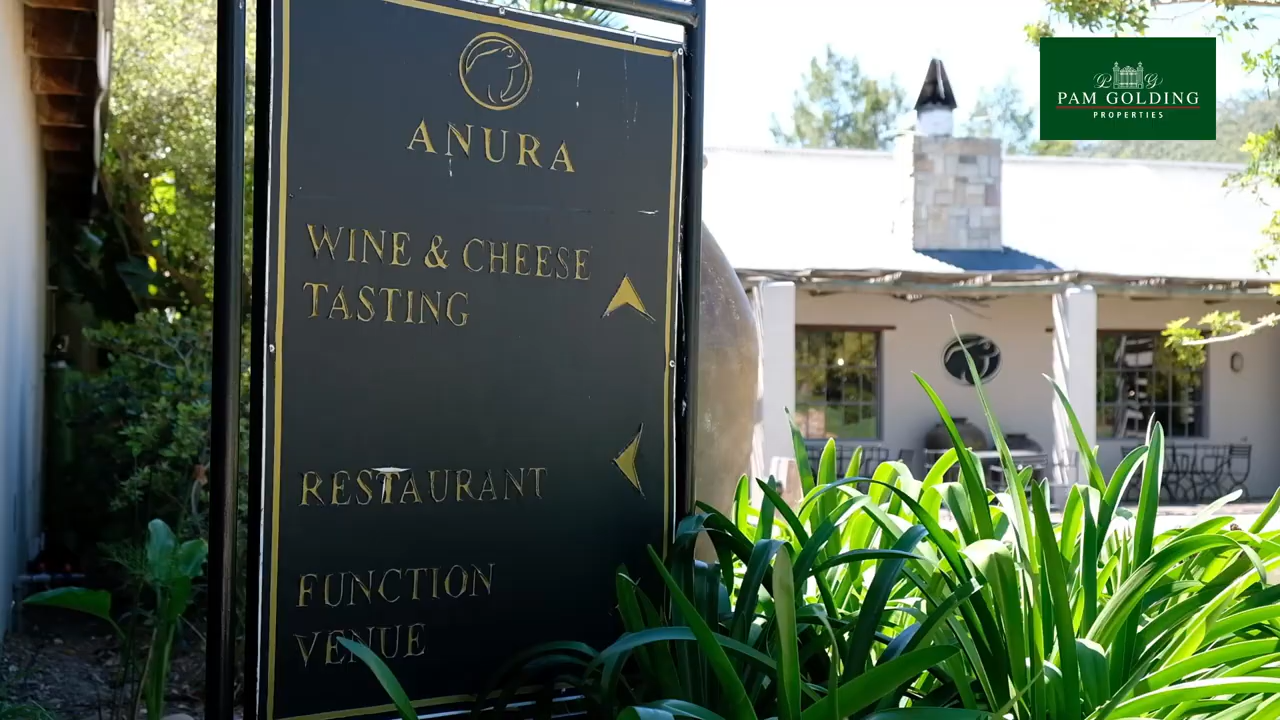 ANURA
WINE & CHEESE
TASTING
RESTAURANT
FUNCTION
VENUE
P G
PAM GOLDING
PROPERTIES